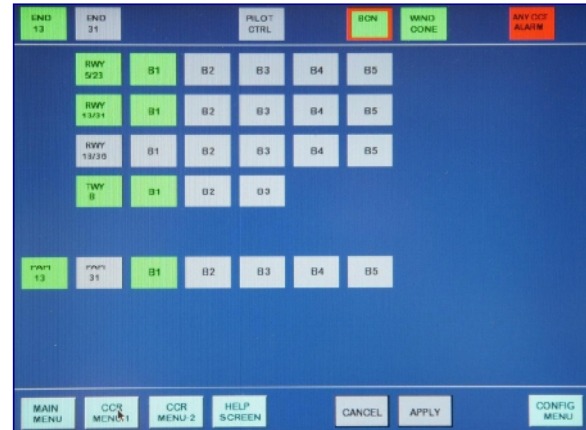 END END PILOT BCN WIND ANY CCR
13 31 CTRL CONE ALARM
RWY B1 B2 B3 B4 B5
5/23
RWY B1 B2 B3 B4 B5
13/31
RWY B1 B2 B3 B4 B5
TWY B1 B2 B3
B
13 31 B1 B2 B3 B4 B5
MAIN CCR CCR HELP CANCEL APPLY CONFIG
MENU MENU-1 MENU-2 SCREEN MENU